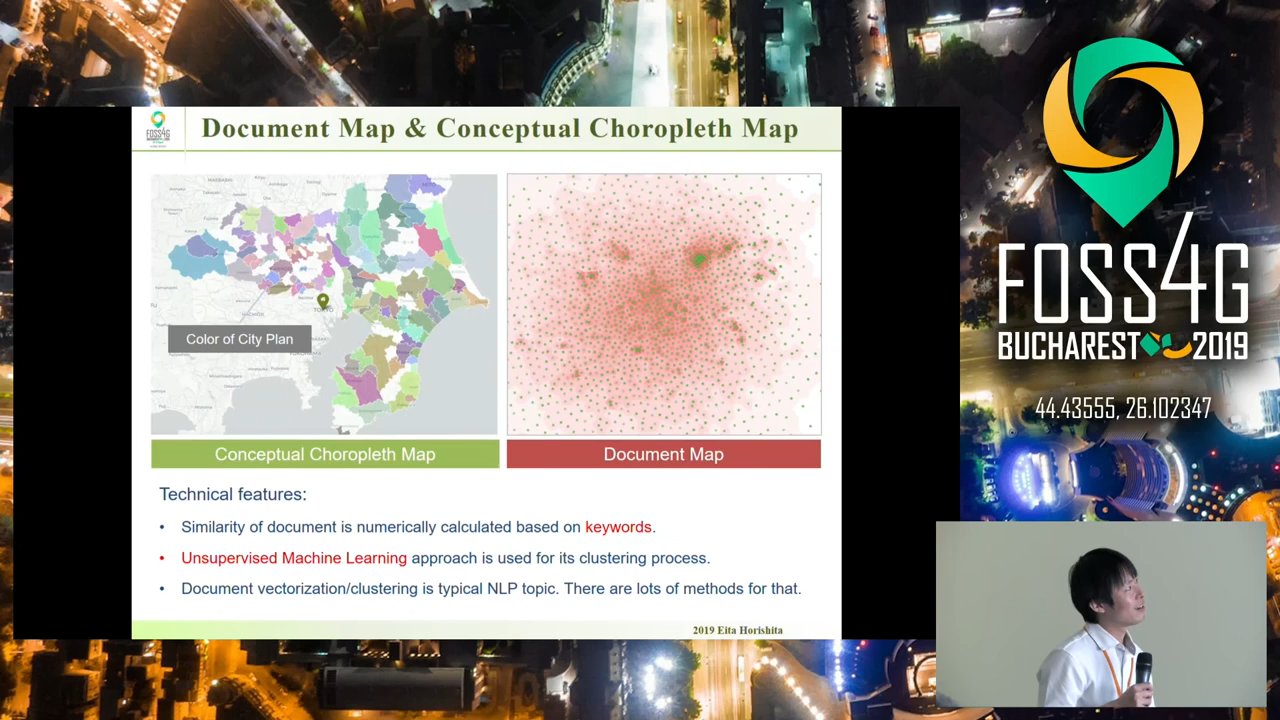 FOSS4G
Document Map & Conceptual Choropleth Map
TOKYO
Color of City Plan
Conceptual Choropleth Map
Document Map
Technical features:
• Similarity of document is numerically calculated based on keywords.
• Unsupervised Machine Learning approach is used for its clustering process.
• Document vectorization/clustering is typical NLP topic. There are lots of methods for that.
2019 Eita Horishita
FOSS4G
BUCHAREST 2019
44.43555, 26.102347